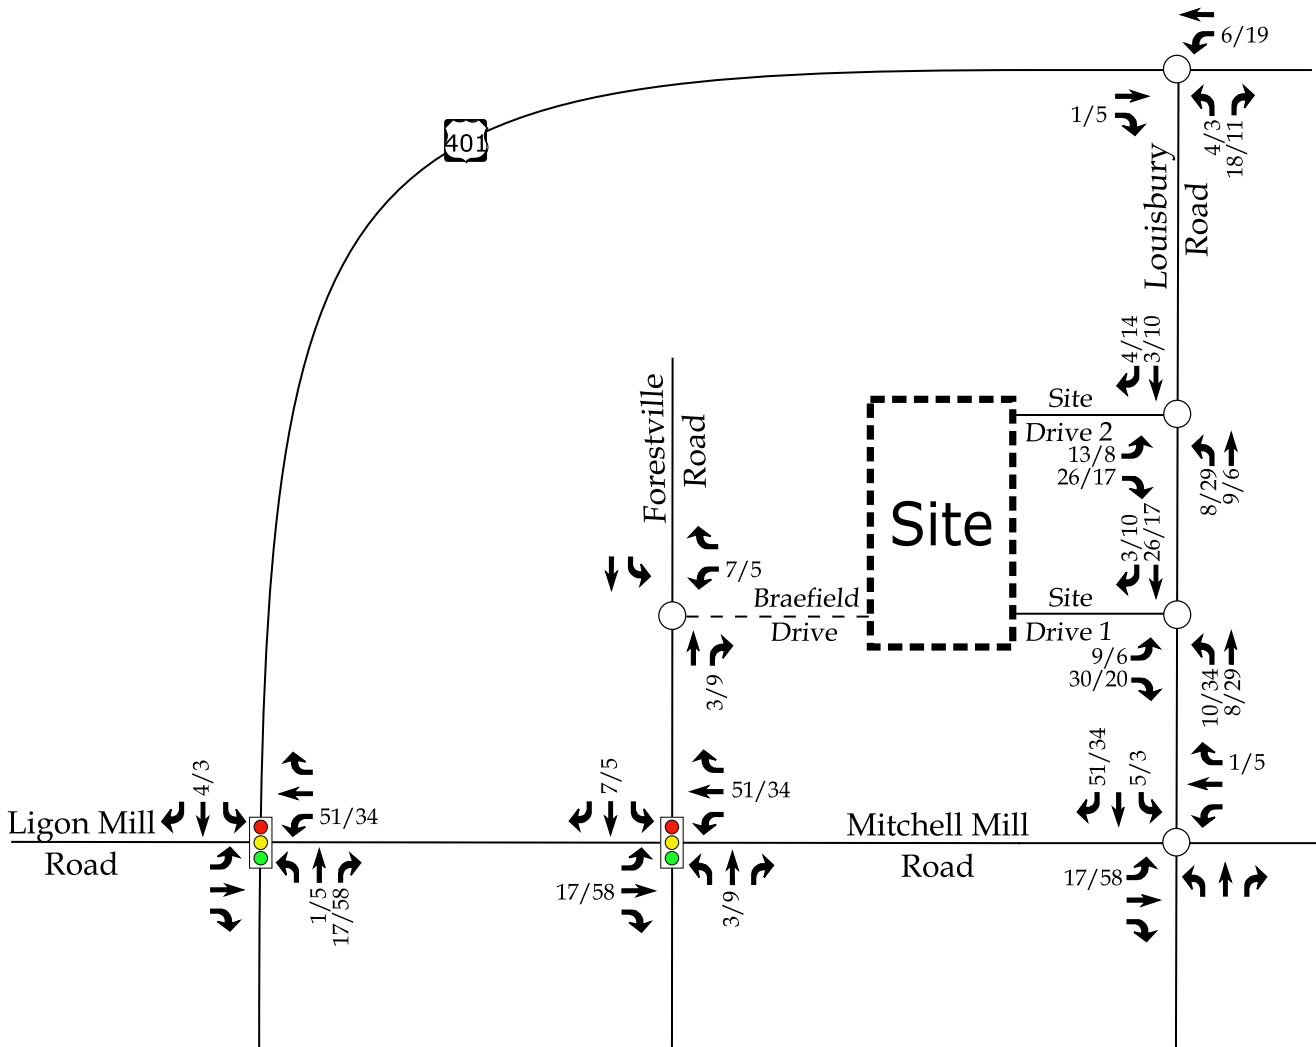 6/19
401
1/5
4/3
18/11
Louisbury
Road
4/14
3/10
Site
Drive 2
13/8
26/17
8/29
9/6
Forestville
Road
Site
7/5
Braefield
Drive
3/9
3/10
26/17
Site
Drive 1
9/6
30/20
10/34
8/29
4/3
51/34
7/5
51/34
51/34
5/3
1/5
Ligon Mill
Road
Mitchell Mill
Road
1/5
17/58
17/58
3/9
17/58